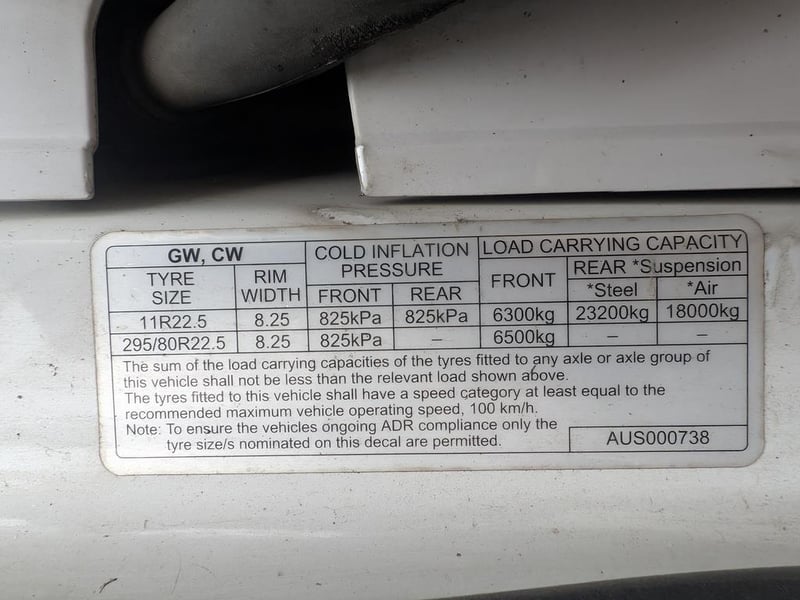 GW, CW COLD INFLATION PRESSURE LOAD CARRYING CAPACITY
TYRE SIZE RIM WIDTH FRONT REAR FRONT REAR *Suspension
*Steel *Air
11R22.5 8.25 825kPa 825kPa 6300kg 23200kg 18000kg
295/80R22.5 8.25 825kPa – 6500kg – –
The sum of the load carrying capacities of the tyres fitted to any axle or axle group of
this vehicle shall not be less than the relevant load shown above.
The tyres fitted to this vehicle shall have a speed category at least equal to the
recommended maximum vehicle operating speed, 100 km/h.
Note: To ensure the vehicles ongoing ADR compliance only the
tyre size/s nominated on this decal are permitted.
AUS000738